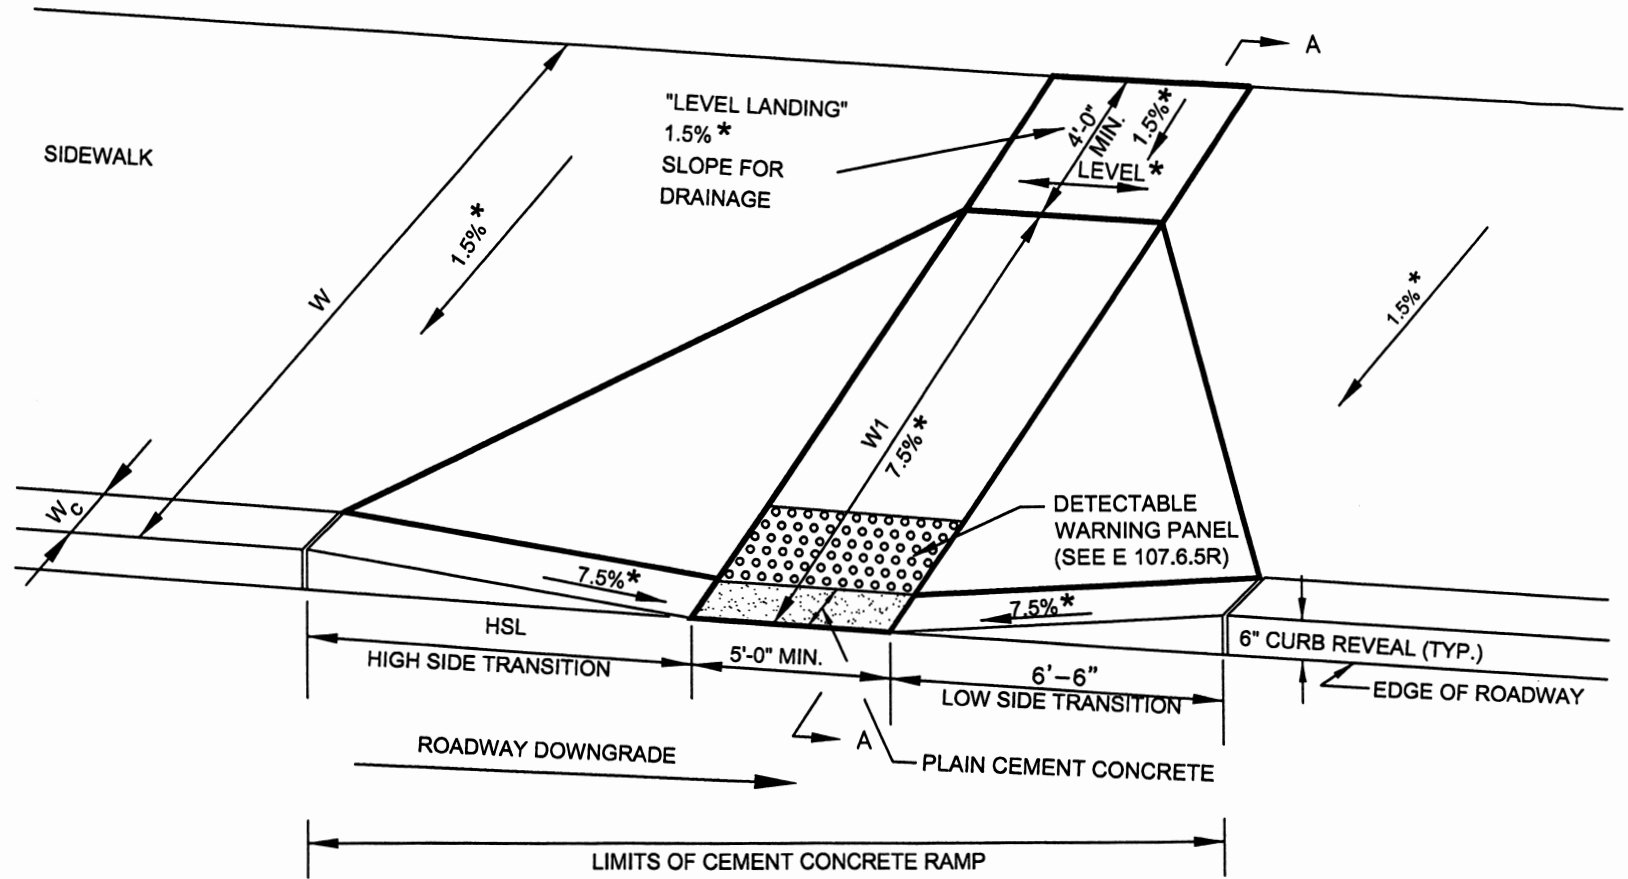 A
"LEVEL LANDING"
1.5% *
SLOPE FOR
DRAINAGE
4'-0"
MIN.
1.5% *
LEVEL *
SIDEWALK
1.5% *
W
1.5% *
W1
7.5% *
Wc
DETECTABLE
WARNING PANEL
(SEE E 107.6.5R)
7.5% *
7.5% *
HSL
HIGH SIDE TRANSITION
5'-0" MIN.
6'-6"
LOW SIDE TRANSITION
6" CURB REVEAL (TYP.)
EDGE OF ROADWAY
A
ROADWAY DOWNGRADE
PLAIN CEMENT CONCRETE
LIMITS OF CEMENT CONCRETE RAMP